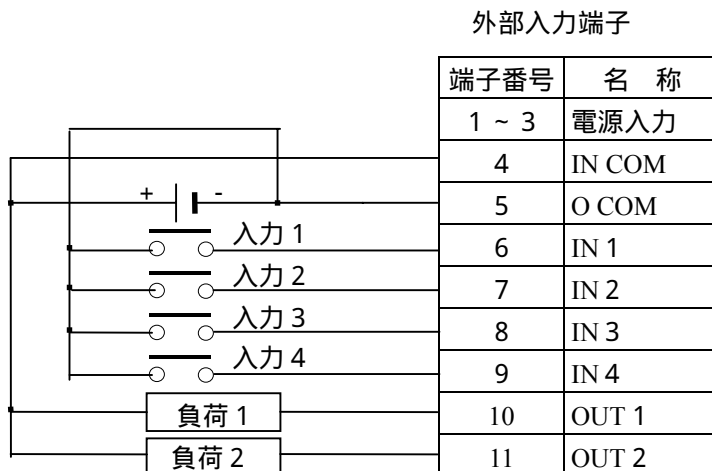 外部入力端子
端子番号 名 称
1 ~ 3 電源入力
4 IN COM
+ - 5 O COM
入力 1 6 IN 1
入力 2 7 IN 2
入力 3 8 IN 3
入力 4 9 IN 4
負荷 1 10 OUT 1
負荷 2 11 OUT 2